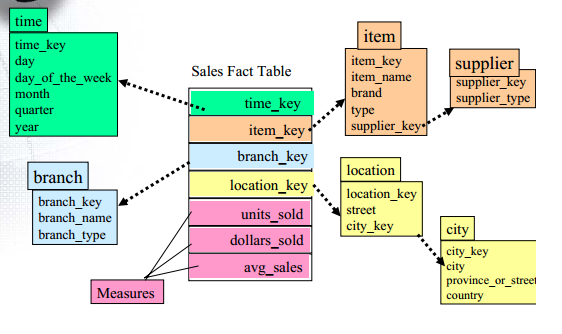 time
time_key
day
day_of_the_week
month
quarter
year
Sales Fact Table
time_key
item_key
branch_key
location_key
units_sold
dollars_sold
avg_sales
Measures
branch
branch_key
branch_name
branch_type
item
item_key
item_name
brand
type
supplier_key
supplier
supplier_key
supplier_type
location
location_key
street
city_key
city
city_key
city
province_or_street
country